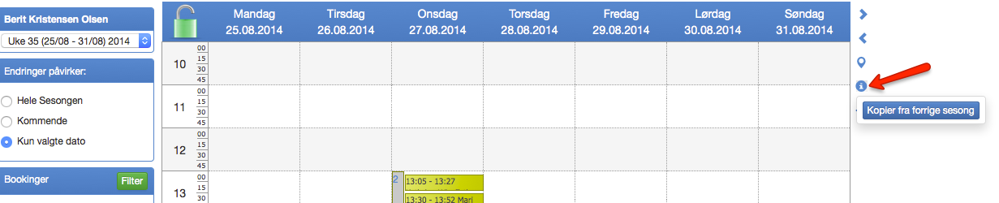 Berit Kristensen Olsen
Uke 35 (25/08 - 31/08) 2014
Endringer påvirker:
Hele Sesongen
Kommende
Kun valgte dato
Bookinger
Filter
Mandag Tirsdag Onsdag Torsdag Fredag Lørdag Søndag
25.08.2014 26.08.2014 27.08.2014 28.08.2014 29.08.2014 30.08.2014 31.08.2014
10
00
15
30
45
11
00
15
30
45
12
00
15
30
45
13
00
15
30
2
13:05 - 13:27
13:30 - 13:52 Mari
Kopier fra forrige sesong